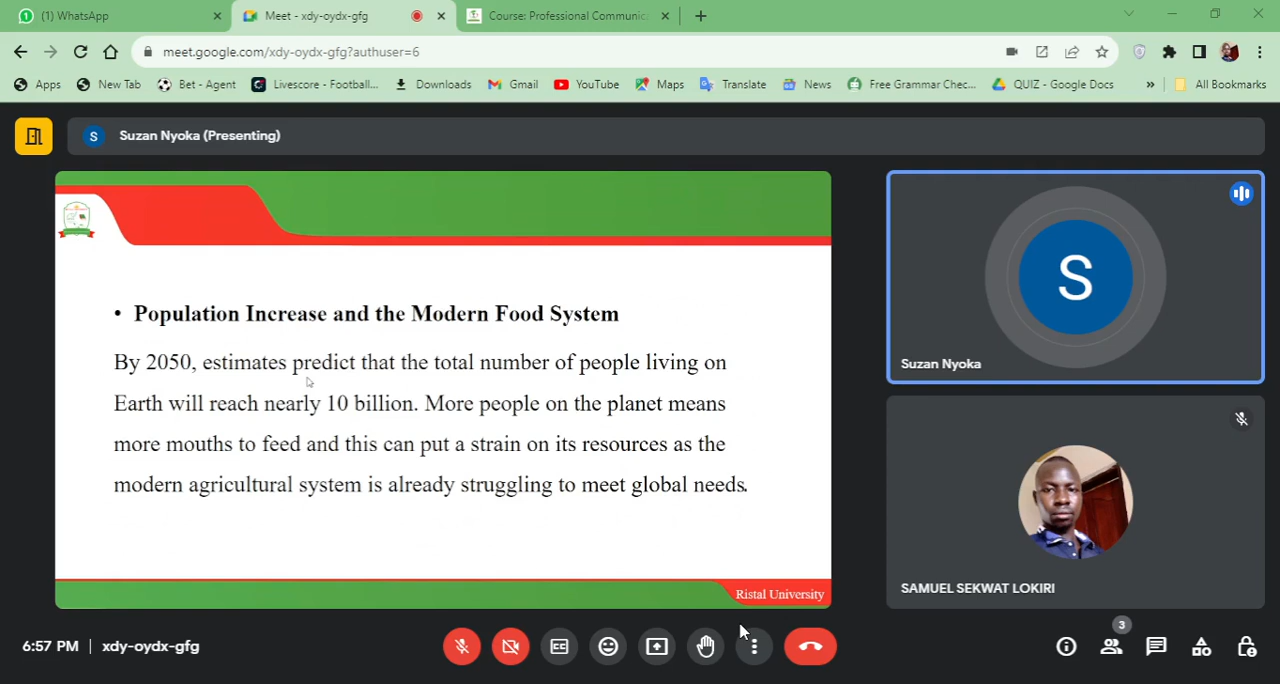 (1) WhatsApp
Meet - xdy-oydx-gfg
Course: Professional Communic
meet.google.com/xdy-oydx-gfg?authuser=6
Apps
New Tab
Bet - Agent
Livescore - Football...
Downloads
Gmail
YouTube
Maps
Translate
News
Free Grammar Chec...
QUIZ - Google Docs
»
All Bookmarks
S
Suzan Nyoka (Presenting)
• Population Increase and the Modern Food System
By 2050, estimates predict that the total number of people living on
Earth will reach nearly 10 billion. More people on the planet means
more mouths to feed and this can put a strain on its resources as the
modern agricultural system is already struggling to meet global needs.
Ristal University
S
Suzan Nyoka
SAMUEL SEKWAT LOKIRI
6:57 PM | xdy-oydx-gfg
3